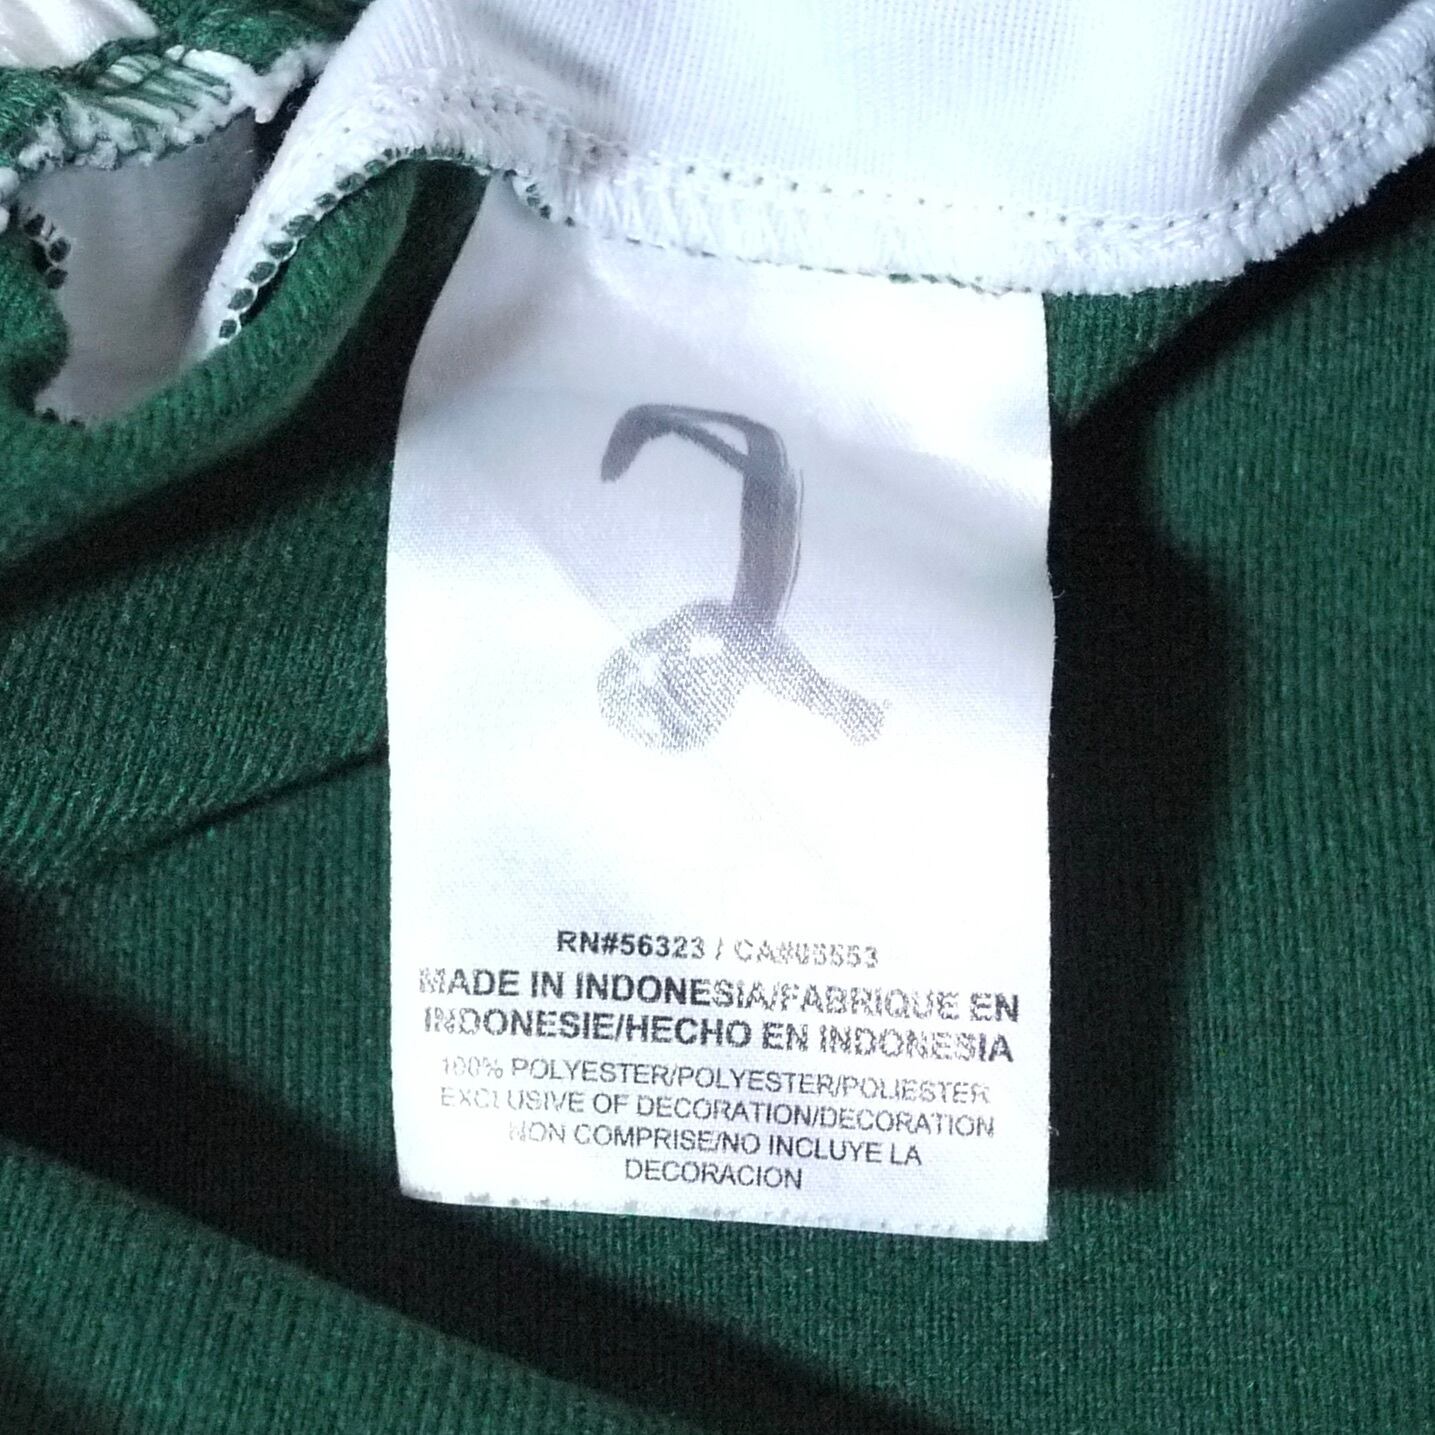 RN#56323 / CA#05553
MADE IN INDONESIA/FABRIQUE EN
INDONESIE/HECHO EN INDONESIA
100% POLYESTER/POLYESTER/POLIESTER
EXCLUSIVE OF DECORATION/DECORATION
NON COMPRISE/NO INCLUYE LA
DECORACION